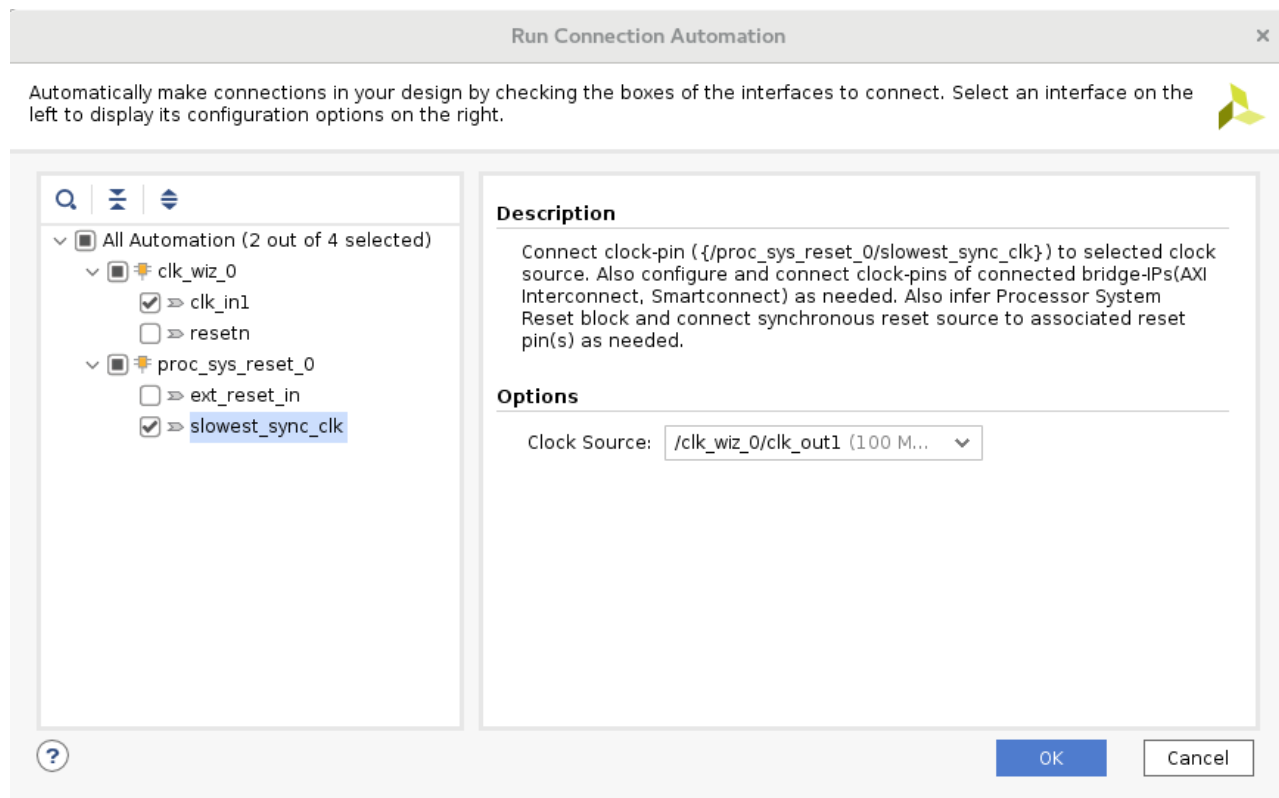 Run Connection Automation
Automatically make connections in your design by checking the boxes of the interfaces to connect. Select an interface on the
left to display its configuration options on the right.
All Automation (2 out of 4 selected)
clk_wiz_0
clk_in1
resetn
proc_sys_reset_0
ext_reset_in
slowest_sync_clk
Description
Connect clock-pin ({/proc_sys_reset_0/slowest_sync_clk}) to selected clock
source. Also configure and connect clock-pins of connected bridge-IPs(AXI
Interconnect, Smartconnect) as needed. Also infer Processor System
Reset block and connect synchronous reset source to associated reset
pin(s) as needed.
Options
Clock Source: /clk_wiz_0/clk_out1 (100 M...
?
OK
Cancel